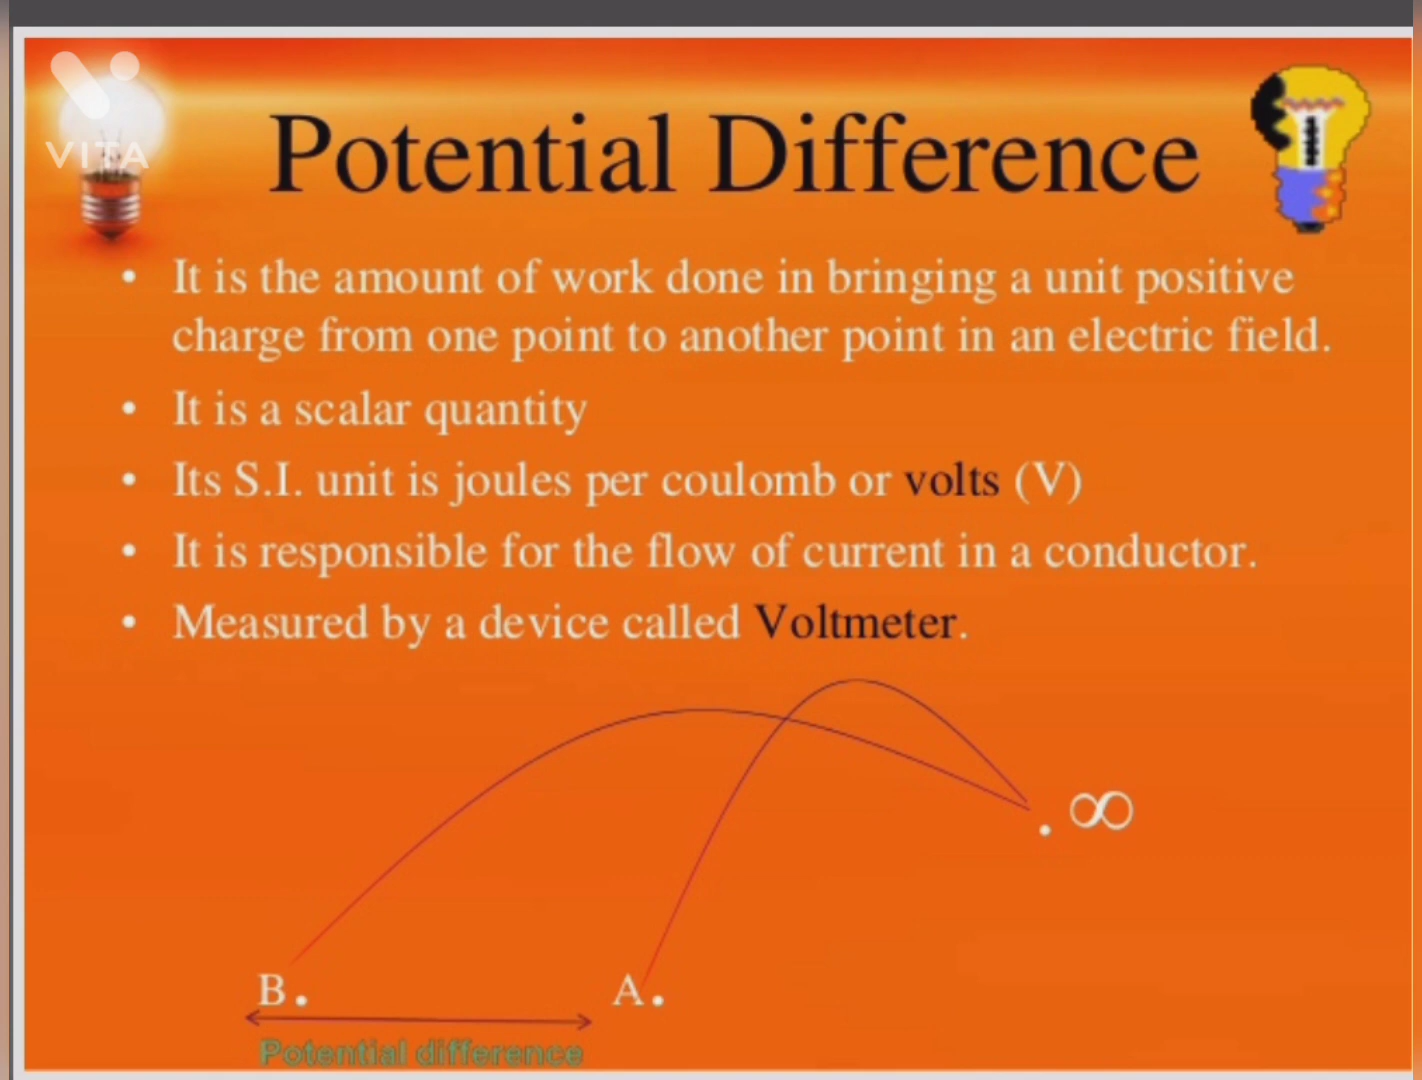 VITA
Potential Difference
• It is the amount of work done in bringing a unit positive
charge from one point to another point in an electric field.
• It is a scalar quantity
• Its S.I. unit is joules per coulomb or volts (V)
• It is responsible for the flow of current in a conductor.
• Measured by a device called Voltmeter.
. ∞
B. A.
Potential difference